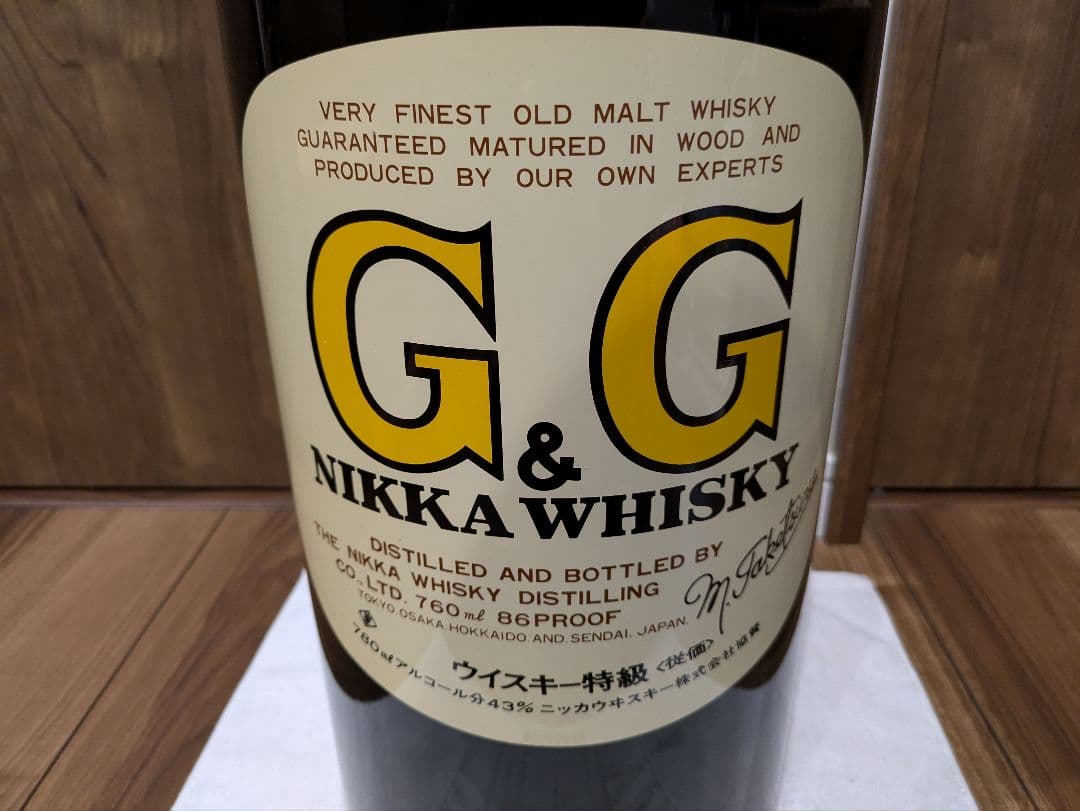 VERY FINEST OLD MALT WHISKY
GUARANTEED MATURED IN WOOD AND
PRODUCED BY OUR OWN EXPERTS
G&G
NIKKA WHISKY
DISTILLED AND BOTTLED BY
THE NIKKA WHISKY DISTILLING
CO.,LTD. 760ml 86PROOF
TOKYO.OSAKA.HOKKAIDO.AND.SENDAI.JAPAN.
M. Taketsuru
ウイスキー特級〈従価〉
760mlアルコール分43%ニッカウヰスキー株式会社